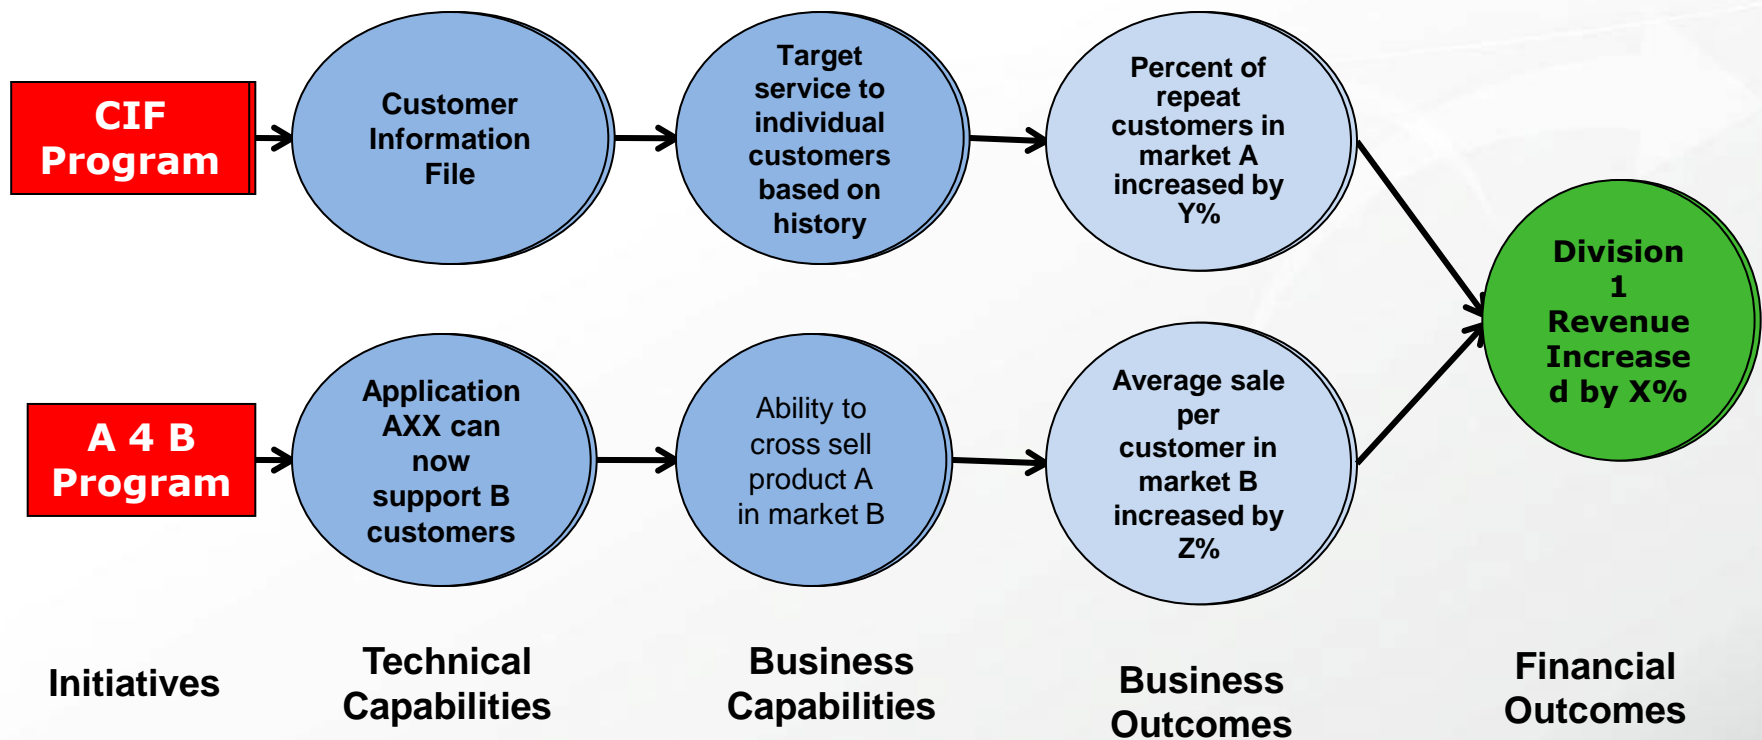 CIF
Program
Customer
Information
File
Target
service to
individual
customers
based on
history
Percent of
repeat
customers in
market A
increased by
Y%
Division
1
Revenue
Increase
d by X%
A 4 B
Program
Application
AXX can
now
support B
customers
Ability to
cross sell
product A
in market B
Average sale
per
customer in
market B
increased by
Z%
Initiatives
Technical
Capabilities
Business
Capabilities
Business
Outcomes
Financial
Outcomes